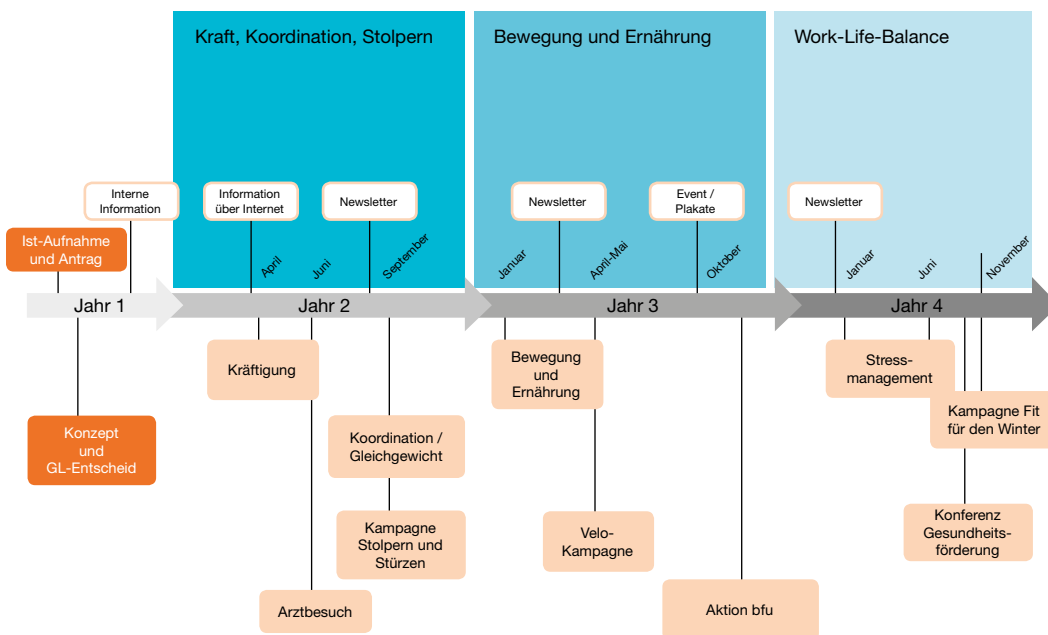 Kraft, Koordination, Stolpern
Bewegung und Ernährung
Work-Life-Balance
Interne
Information
Information
über Internet
Newsletter
Newsletter
Event /
Plakate
Newsletter
Ist-Aufnahme
und Antrag
April
Juni
September
Januar
April-Mai
Oktober
Januar
Juni
November
Jahr 1
Jahr 2
Jahr 3
Jahr 4
Kräftigung
Bewegung
und
Ernährung
Stress-
management
Konzept
und
GL-Entscheid
Koordination /
Gleichgewicht
Kampagne Fit
für den Winter
Kampagne
Stolpern und
Stürzen
Velo-
Kampagne
Konferenz
Gesundheits-
förderung
Arztbesuch
Aktion bfu